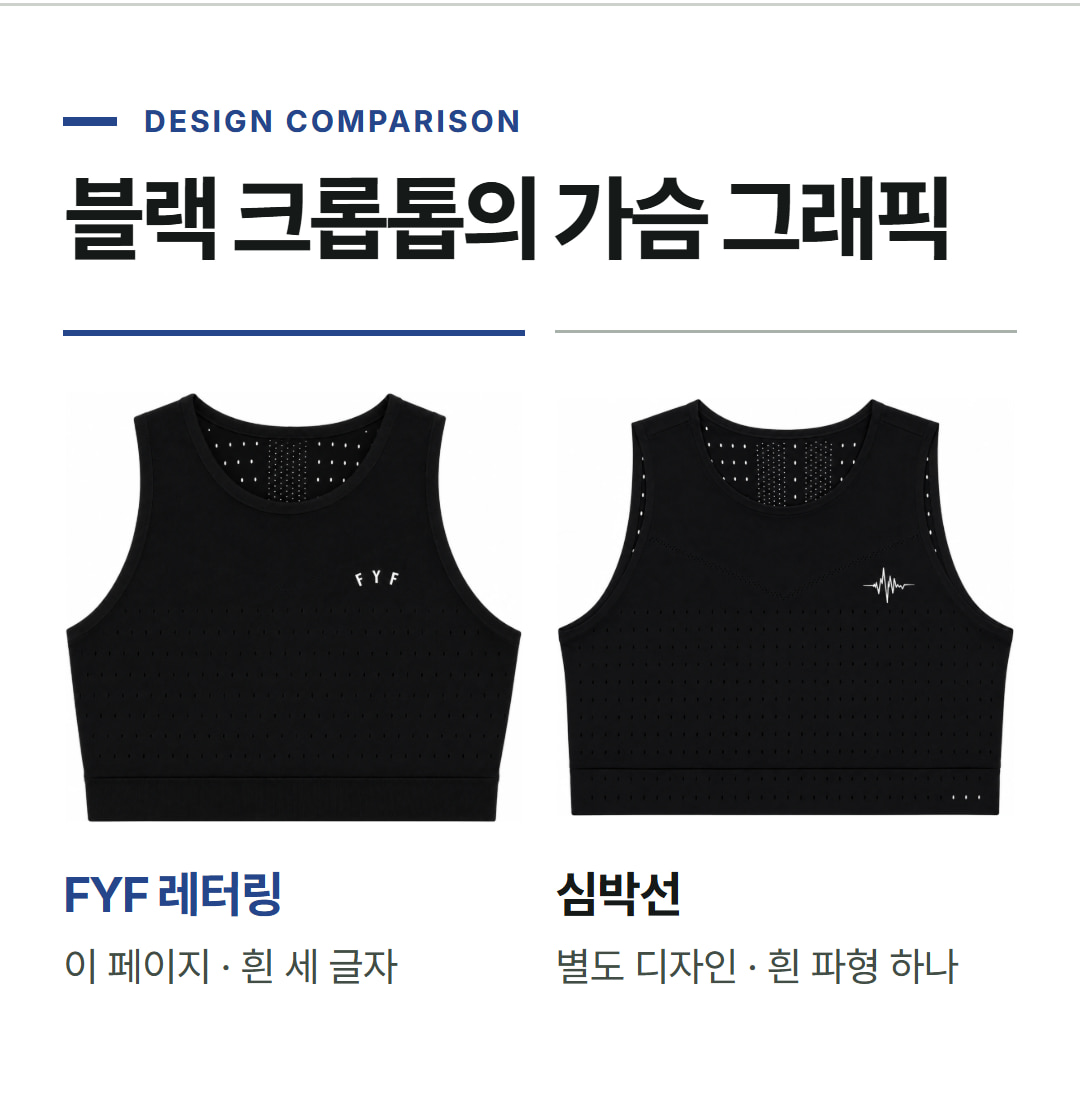 DESIGN COMPARISON
블랙 크롭톱의 가슴 그래픽
FYF
FYF 레터링
이 페이지 · 흰 세 글자
심박선
별도 디자인 · 흰 파형 하나